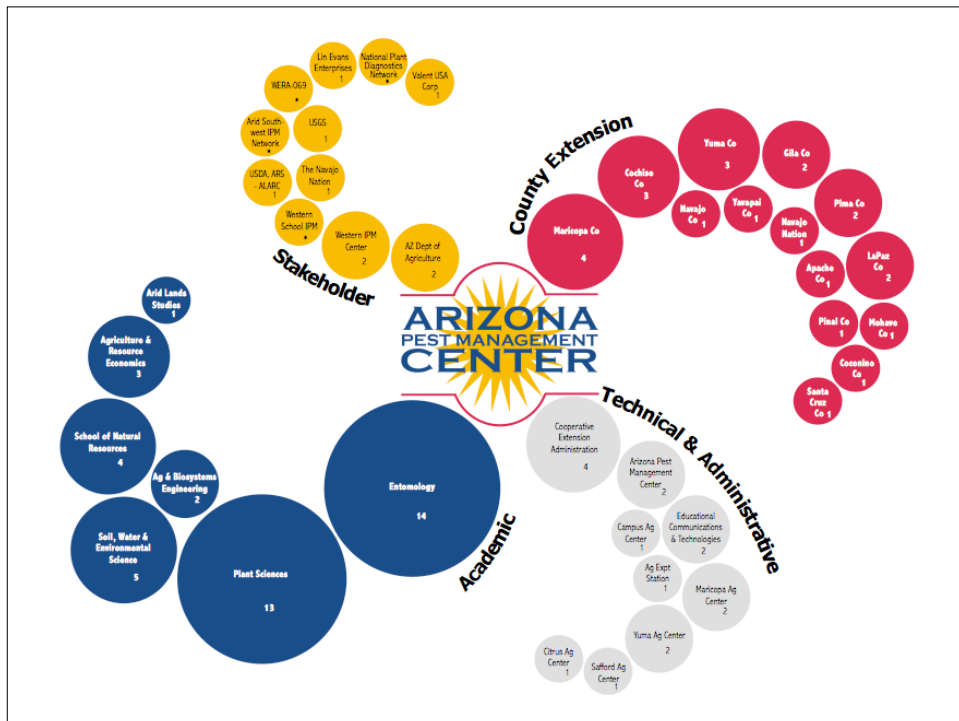 Lin Evans
Enterprises
1
National Plant
Diagnostics
Network
*
Valent USA
Corp
1
WERA-069
*
USGS
1
Arid South-
west IPM
Network
*
The Navajo
Nation
1
USDA, ARS
- ALARC
1
Western
School IPM
*
Western IPM
Center
2
AZ Dept of
Agriculture
2
Stakeholder
County Extension
Maricopa Co
4
Cochise
Co
3
Yuma Co
3
Gila Co
2
Pima Co
2
LaPaz
Co
2
Navajo
Co 1
Yavapai
Co 1
Navajo
Nation
1
Apache
Co 1
Pinal Co
1
Mohave
Co 1
Coconino
Co 1
Santa
Cruz
Co 1
ARIZONA
PEST MANAGEMENT
CENTER
Arid Lands
Studies
1
Agriculture &
Resource
Economics
3
School of Natural
Resources
4
Ag & Biosystems
Engineering
2
Soil, Water &
Environmental
Science
5
Plant Sciences
13
Entomology
14
Academic
Technical & Administrative
Cooperative
Extension
Administration
4
Arizona Pest
Management
Center
2
Educational
Communications
& Technologies
2
Campus Ag
Center
1
Ag Expt
Station
1
Maricopa Ag
Center
2
Yuma Ag Center
2
Citrus Ag
Center
1
Safford Ag
Center
1